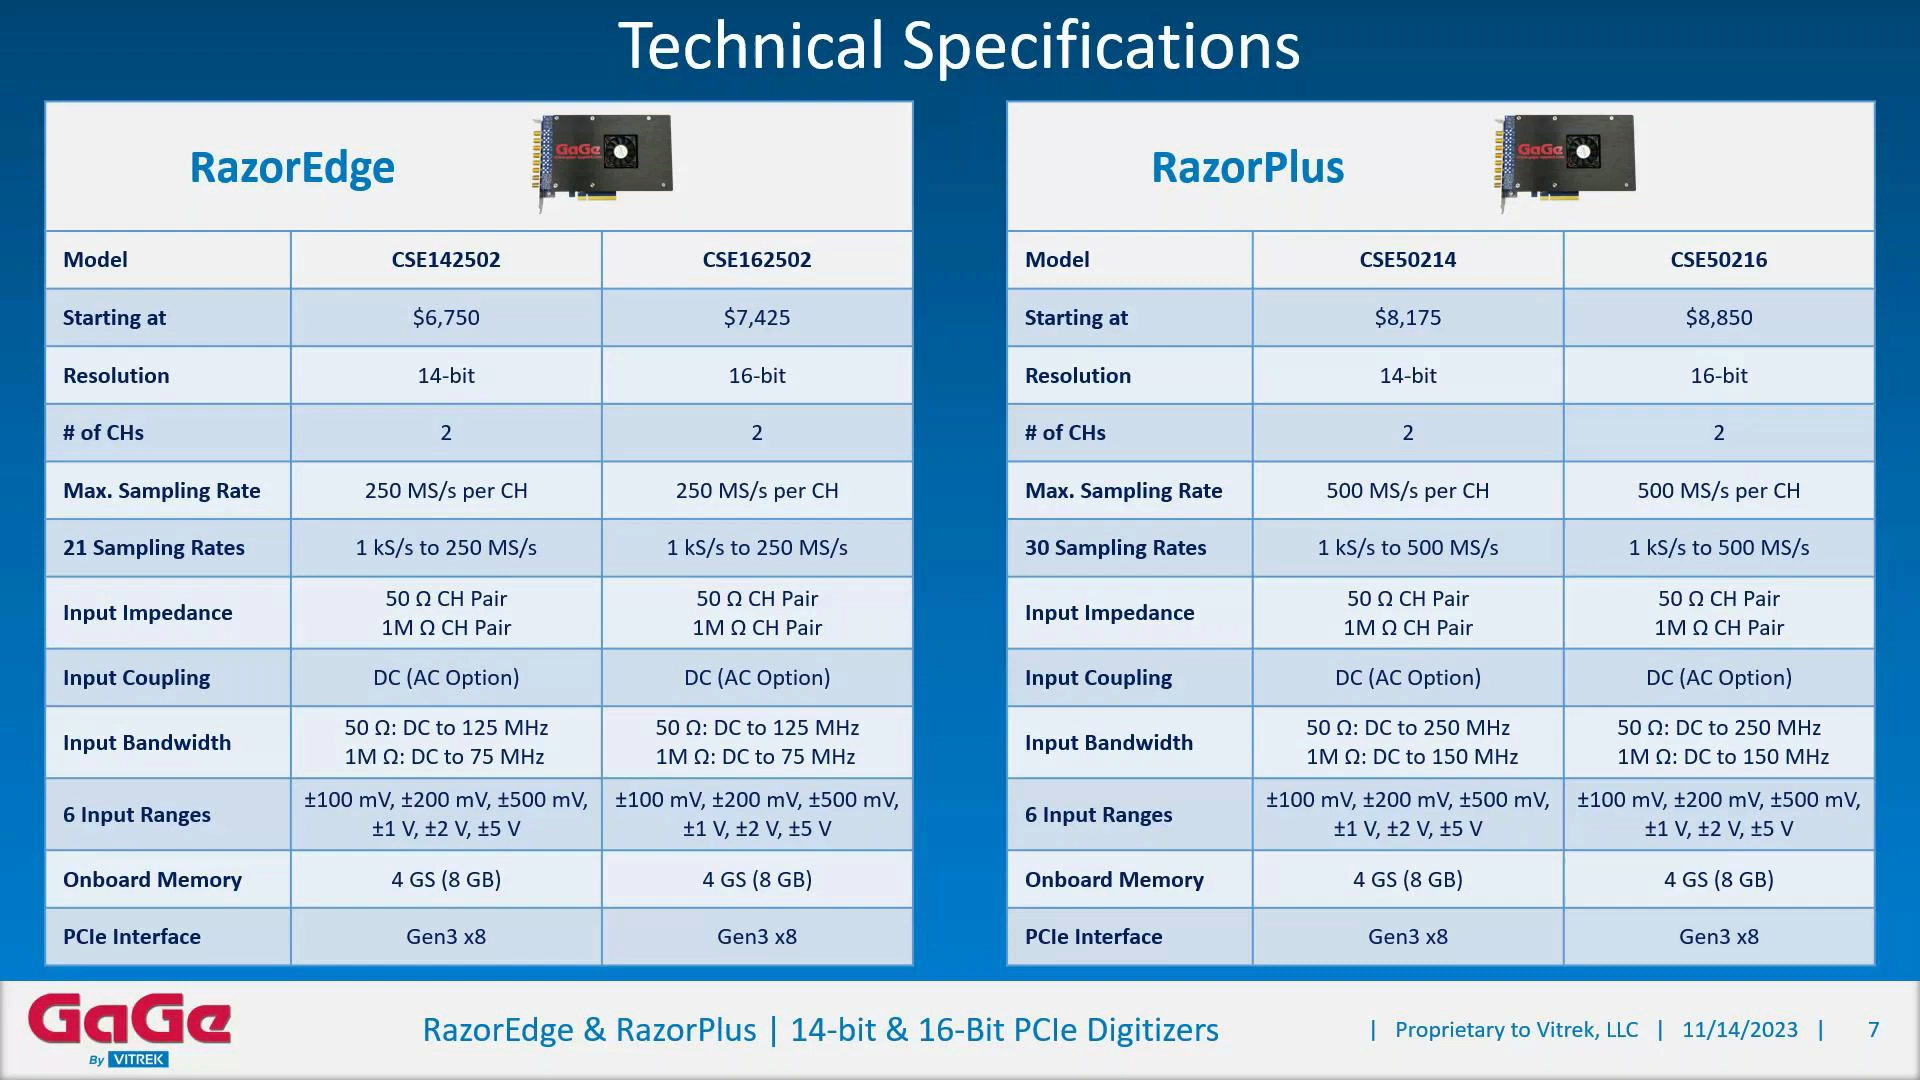 Technical Specifications
RazorEdge
GaGe
Model CSE142502 CSE162502
Starting at $6,750 $7,425
Resolution 14-bit 16-bit
# of CHs 2 2
Max. Sampling Rate 250 MS/s per CH 250 MS/s per CH
21 Sampling Rates 1 kS/s to 250 MS/s 1 kS/s to 250 MS/s
Input Impedance 50 Ω CH Pair 50 Ω CH Pair
1M Ω CH Pair 1M Ω CH Pair
Input Coupling DC (AC Option) DC (AC Option)
Input Bandwidth 50 Ω: DC to 125 MHz 50 Ω: DC to 125 MHz
1M Ω: DC to 75 MHz 1M Ω: DC to 75 MHz
6 Input Ranges ±100 mV, ±200 mV, ±500 mV, ±100 mV, ±200 mV, ±500 mV,
±1 V, ±2 V, ±5 V ±1 V, ±2 V, ±5 V
Onboard Memory 4 GS (8 GB) 4 GS (8 GB)
PCIe Interface Gen3 x8 Gen3 x8
RazorPlus
GaGe
Model CSE50214 CSE50216
Starting at $8,175 $8,850
Resolution 14-bit 16-bit
# of CHs 2 2
Max. Sampling Rate 500 MS/s per CH 500 MS/s per CH
30 Sampling Rates 1 kS/s to 500 MS/s 1 kS/s to 500 MS/s
Input Impedance 50 Ω CH Pair 50 Ω CH Pair
1M Ω CH Pair 1M Ω CH Pair
Input Coupling DC (AC Option) DC (AC Option)
Input Bandwidth 50 Ω: DC to 250 MHz 50 Ω: DC to 250 MHz
1M Ω: DC to 150 MHz 1M Ω: DC to 150 MHz
6 Input Ranges ±100 mV, ±200 mV, ±500 mV, ±100 mV, ±200 mV, ±500 mV,
±1 V, ±2 V, ±5 V ±1 V, ±2 V, ±5 V
Onboard Memory 4 GS (8 GB) 4 GS (8 GB)
PCIe Interface Gen3 x8 Gen3 x8
GaGe
By VITREK
RazorEdge & RazorPlus | 14-bit & 16-Bit PCIe Digitizers
| Proprietary to Vitrek, LLC | 11/14/2023 | 7